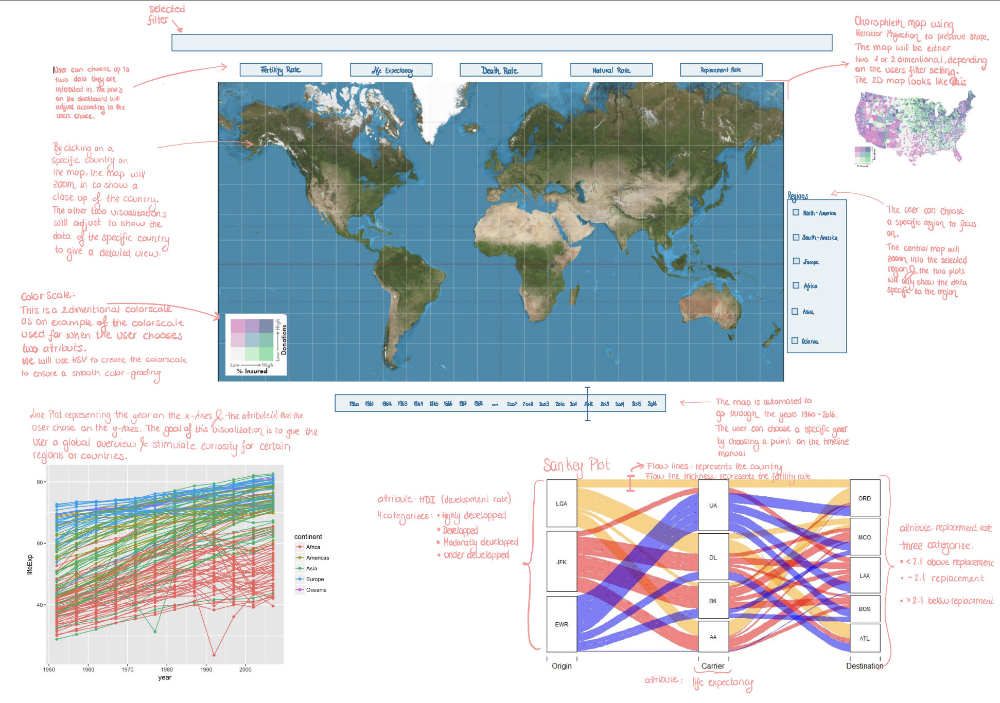 selected
filter
User can choose up to
two data they are
interested in. The plot's
on the dashboard will
adjust according to the
users choice.
Fertility Rate
Life Expectancy
Death Rate
Natural Rate
Replacement Rate
Chorophleth map using
Mercator Projection to preserve shape.
The map will be either
two 1 or 2 dimentional, depending
on the users filter setting.
The 2D map looks like this
% Insured
Donations
Low
High
By clicking on a
specific country on
the map, the map will
zoom in to show a
close up of the country.
The other two visualizations
will adjust to show the
data of the specific country
to give a detailed view.
Regions
North-America
South-America
Europe
Africa
Asia
Ociania
The user can choose
a specific region to focus
on.
The central map will
zoom into the selected
region & the two plots
will only show the data
specific to the region
Color Scale:
This is a 2dimentional colorscale
as an example of the colorscale
used for when the user chooses
two attributs.
We will use HSV to create the colorscale
to ensure a smooth color-grading
Low High
Donations
Low High
% Insured
1960 1961 1962 1963 1964 1965 1966 1967 1968 ... 2007 2008 2009 2010 2011 2012 2013 2014 2015 2016
The map is automated to
go through the years 1960-2016.
The user can choose a specific year
by choosing a point on the timeline
manual
Line Plot representing the year on the x-Axes & the attribute(s) that the
user chose on the y-Axes. The goal of this visualization is to give the
user a global overview & stimulate curiosity for certain
regions or countries.
80
60
40
lifeExp
1950 1960 1970 1980 1990 2000
year
continent
Africa
Americas
Asia
Europe
Oceania
Sankey Plot
Flow lines: represents the country
Flow line thickness: represents the fertility rate
attribute: HDI (development rate)
4 categorizes: • Highly developped
• Developped
• Modaratly developped
• under developped
LGA
JFK
EWR
UA
DL
B6
AA
ORD
MCO
LAX
BOS
ATL
Origin
Carrier
Destination
attribute: life expectancy
attribute: replacement rate
three categorize:
• < 2.1 above replacement
• ~ 2.1 replacement
• > 2.1 below replacement